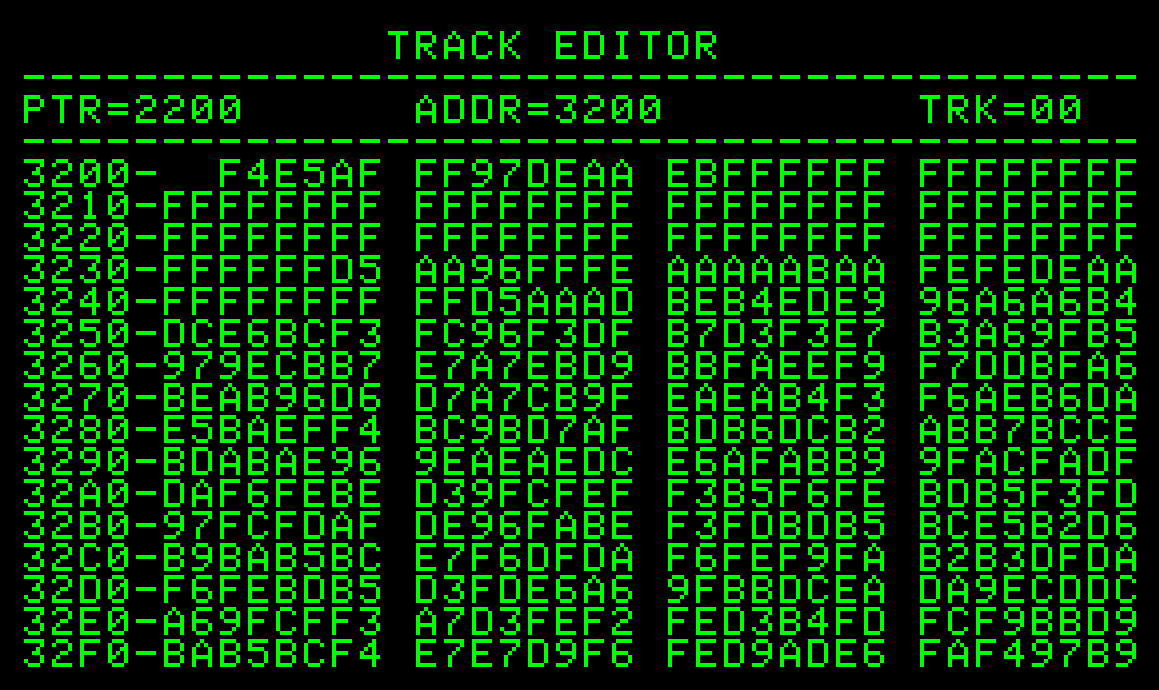 TRACK EDITOR
----------------------------------------
PTR=2200 ADDR=3200 TRK=00
----------------------------------------
3200-  F4E5AF FF97DEAA EBFFFFFF FFFFFFFF
3210-FFFFFFFF FFFFFFFF FFFFFFFF FFFFFFFF
3220-FFFFFFFF FFFFFFFF FFFFFFFF FFFFFFFF
3230-FFFFFFD5 AA96FFFE AAAAABAA FEFEDEAA
3240-FFFFFFFF FFD5AAAD BEB4EDE9 96A6A6B4
3250-DCE6BCF3 FC96F3DF B7D3F3E7 B3A69FB5
3260-979ECBB7 E7A7EBD9 BBFAEEF9 F7DDBFA6
3270-BEAB96D6 D7A7CB9F EAEAB4F3 F6AEB6DA
3280-E5BAEFF4 BC9BD7AF BDB6DCB2 ABB7BCCE
3290-BDABAE96 9EAEAEDC E6AFABB9 9FACFADF
32A0-DAF6FEBE D39FCFEF F3B5F6FE BDB5F3FD
32B0-97FCFDAF DE96FABE F3FDBDB5 BCE5B2D6
32C0-B9BAB5BC E7F6DFDA F6FEF9FA B2B3DFDA
32D0-F6FEBDB5 D3FDE6A6 9FBBDCEA DA9ECDDC
32E0-A69FCFF3 A7D3FEF2 FED3B4FD FCF9BBD9
32F0-BAB5BCF4 E7E7D9F6 FED9ADE6 FAF497B9